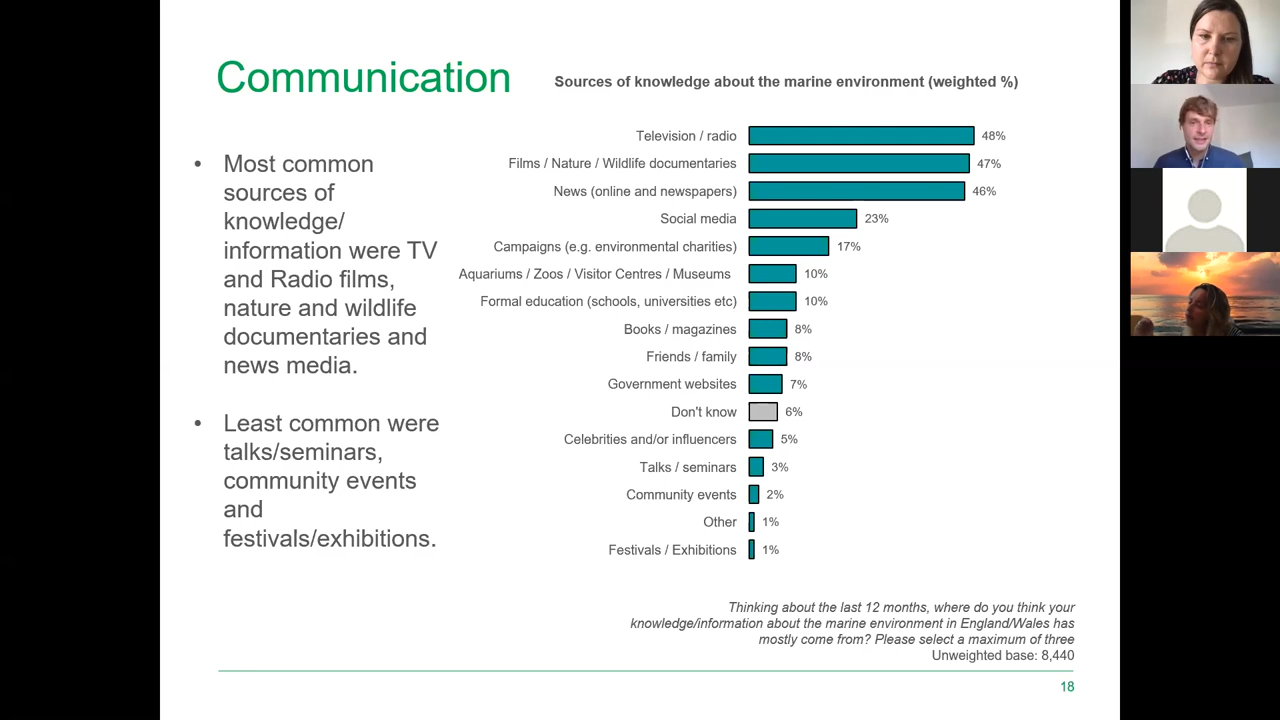 Communication
Sources of knowledge about the marine environment (weighted %)
• Most common
sources of
knowledge/
information were TV
and Radio films,
nature and wildlife
documentaries and
news media.
• Least common were
talks/seminars,
community events
and
festivals/exhibitions.
Television / radio 48%
Films / Nature / Wildlife documentaries 47%
News (online and newspapers) 46%
Social media 23%
Campaigns (e.g. environmental charities) 17%
Aquariums / Zoos / Visitor Centres / Museums 10%
Formal education (schools, universities etc) 10%
Books / magazines 8%
Friends / family 8%
Government websites 7%
Don't know 6%
Celebrities and/or influencers 5%
Talks / seminars 3%
Community events 2%
Other 1%
Festivals / Exhibitions 1%
Thinking about the last 12 months, where do you think your
knowledge/information about the marine environment in England/Wales has
mostly come from? Please select a maximum of three
Unweighted base: 8,440
18